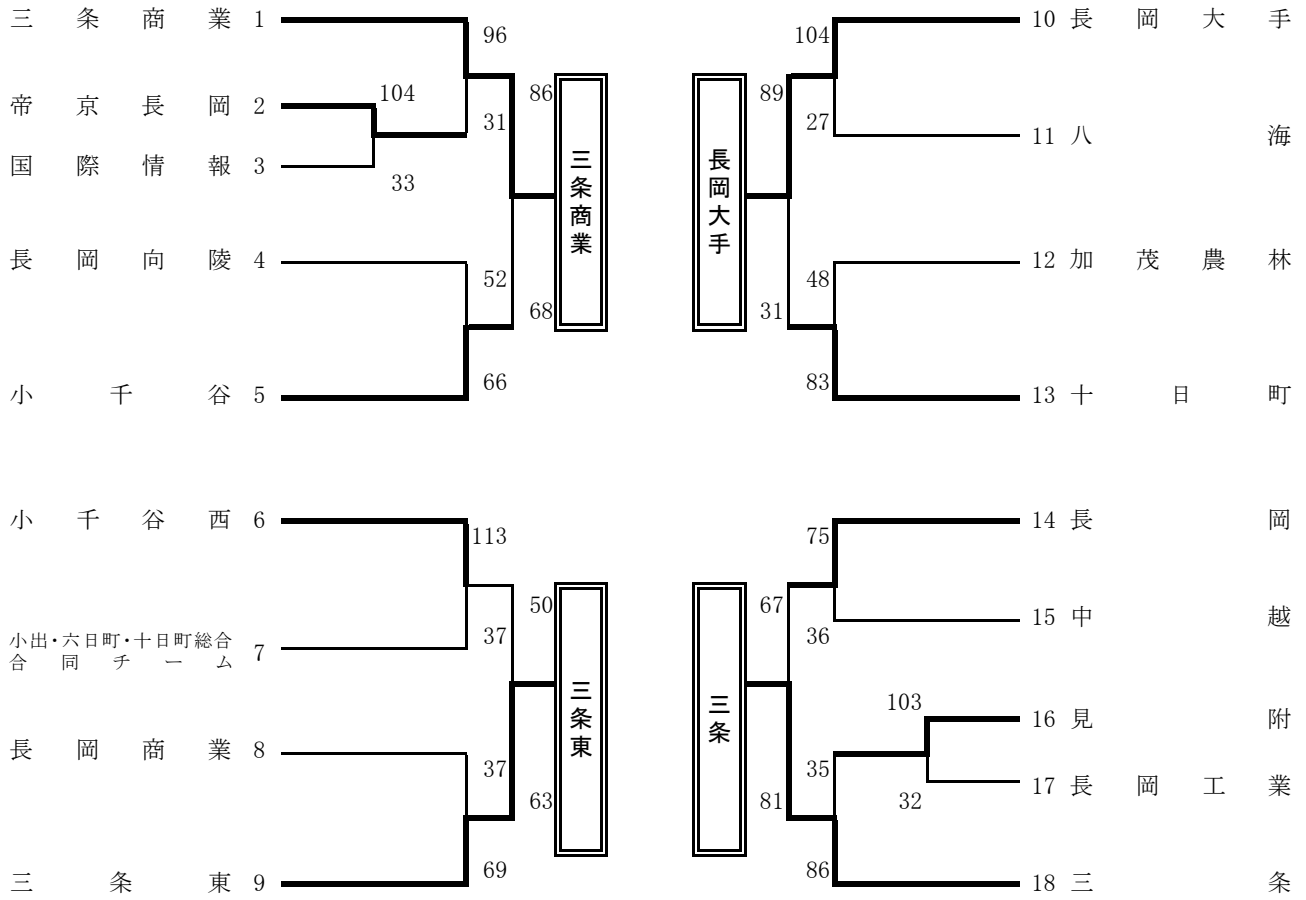 三条商業 1
96
104
帝京長岡 2
86
31
国際情報 3
33
三条商業
長岡向陵 4
52
68
66
小千谷 5
10 長岡大手
104
89
27
11 八海
長岡大手
12 加茂農林
48
31
83
13 十日町
小千谷西 6
113
50
37
小出・六日町・十日町総合
合同チーム 7
三条東
長岡商業 8
37
63
69
三条東 9
14 長岡
75
67
36
15 中越
三条
103
16 見附
35
32
17 長岡工業
81
86
18 三条